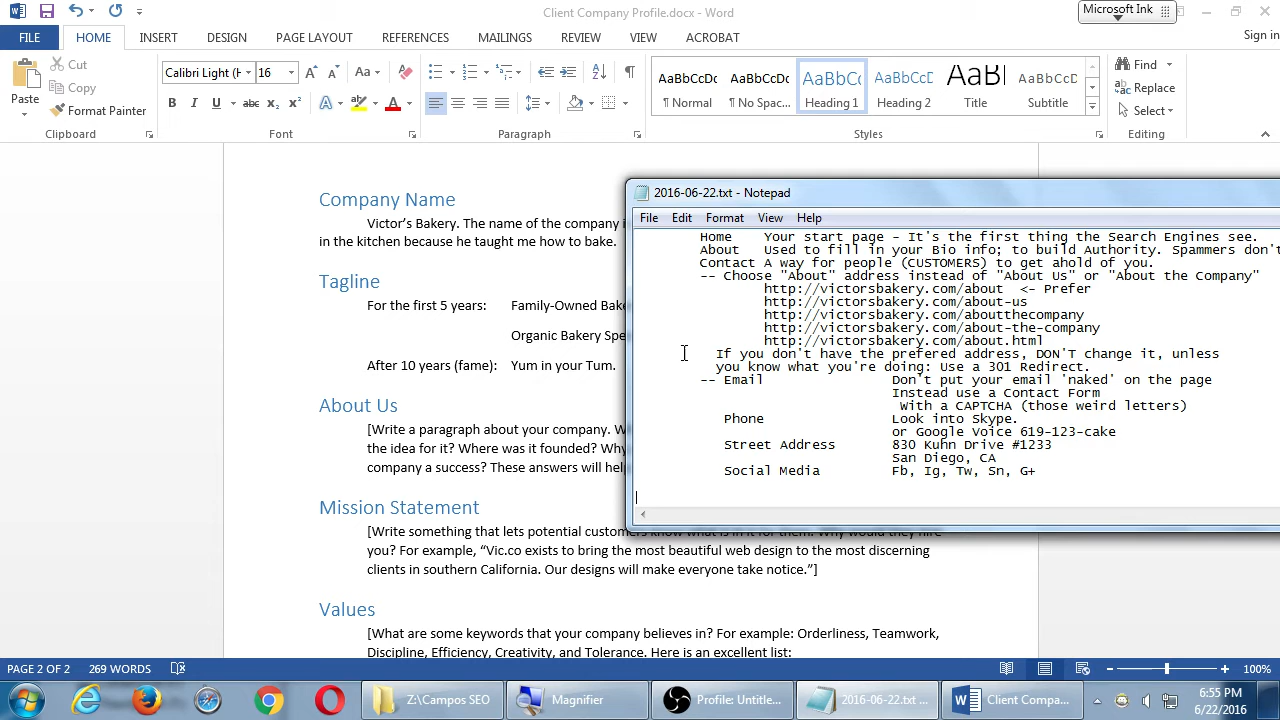 Client Company Profile.docx - Word
Microsoft Ink
FILE HOME INSERT DESIGN PAGE LAYOUT REFERENCES MAILINGS REVIEW VIEW ACROBAT
Sign in
Paste
Cut
Copy
Format Painter
Clipboard
Calibri Light (H 16
Font
Paragraph
AaBbCcDc AaBbCcDc AaBbCc AaBbCcD AaB AaBbCcD
¶ Normal ¶ No Spac... Heading 1 Heading 2 Title Subtitle
Styles
Find
Replace
Select
Editing
Company Name
Victor's Bakery. The name of the company i
in the kitchen because he taught me how to bake.
Tagline
For the first 5 years: Family-Owned Bake
Organic Bakery Spe
After 10 years (fame): Yum in your Tum.
About Us
[Write a paragraph about your company. W
the idea for it? Where was it founded? Why
company a success? These answers will help
Mission Statement
[Write something that lets potential customers know what is in it for them. Why would they hire
you? For example, “Vic.co exists to bring the most beautiful web design to the most discerning
clients in southern California. Our designs will make everyone take notice.”]
Values
[What are some keywords that your company believes in? For example: Orderliness, Teamwork,
Discipline, Efficiency, Creativity, and Tolerance. Here is an excellent list:
2016-06-22.txt - Notepad
File Edit Format View Help
Home Your start page - It's the first thing the Search Engines see.
About Used to fill in your Bio info; to build Authority. Spammers don't
Contact A way for people (CUSTOMERS) to get ahold of you.
-- Choose "About" address instead of "About Us" or "About the Company"
http://victorsbakery.com/about <- Prefer
http://victorsbakery.com/about-us
http://victorsbakery.com/aboutthecompany
http://victorsbakery.com/about-the-company
http://victorsbakery.com/about.html
If you don't have the prefered address, DON'T change it, unless
you know what you're doing: Use a 301 Redirect.
-- Email Don't put your email 'naked' on the page
Instead use a Contact Form
With a CAPTCHA (those weird letters)
Phone Look into Skype.
or Google Voice 619-123-cake
Street Address 830 Kuhn Drive #1233
San Diego, CA
Social Media Fb, Ig, Tw, Sn, G+
PAGE 2 OF 2 269 WORDS
100%
Z:\Campos SEO
Magnifier
Profile: Untitle...
2016-06-22.txt ...
Client Compa...
6:55 PM
6/22/2016